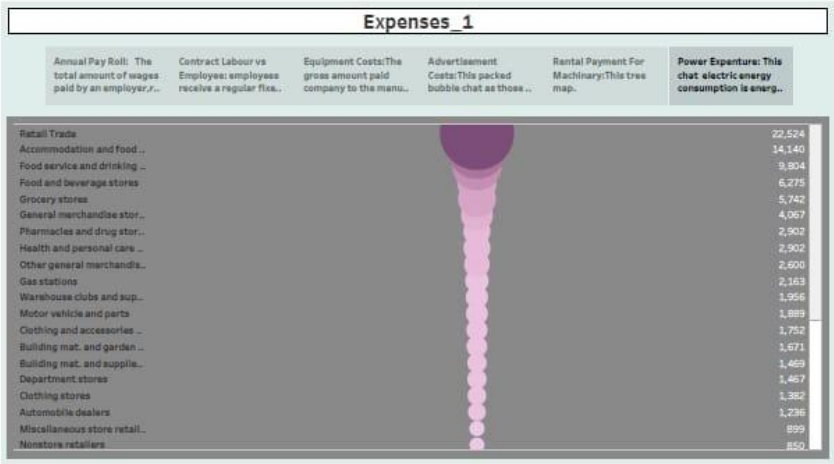 Expenses_1
Annual Pay Roll: The
total amount of wages
paid by an employer,r...
Contract Labour vs
Employee: employees
receive a regular fixe..
Equipment Costs:The
gross amount paid
company to the manu..
Advertisement
Costs:This packed
bubble chat as those ..
Rental Payment For
Machinary:This tree
map.
Power Expenture: This
chat electric energy
consumption is energ..
Retail Trade 22,524
Accommodation and food .. 14,140
Food service and drinking .. 9,804
Food and beverage stores 6,275
Grocery stores 5,742
General merchandise stor.. 4,067
Pharmacies and drug stor.. 2,902
Health and personal care .. 2,902
Other general merchandis.. 2,600
Gas stations 2,163
Warehouse clubs and sup.. 1,956
Motor vehicle and parts 1,889
Clothing and accessories .. 1,752
Building mat. and garden .. 1,671
Building mat. and supplie.. 1,469
Department stores 1,467
Clothing stores 1,382
Automobile dealers 1,236
Miscellaneous store retail.. 899
Nonstore retailers 850